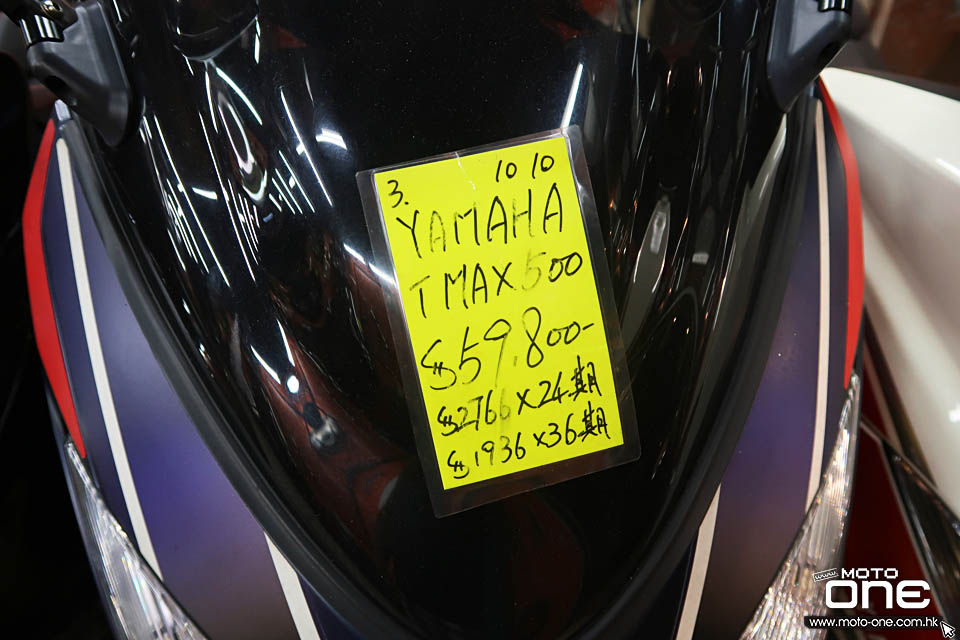 3. 10 10
YAMAHA
TMAX500
$59.800-
$2766×24期
$1936×36期
www.
MOTO
ONE
www.moto-one.com.hk